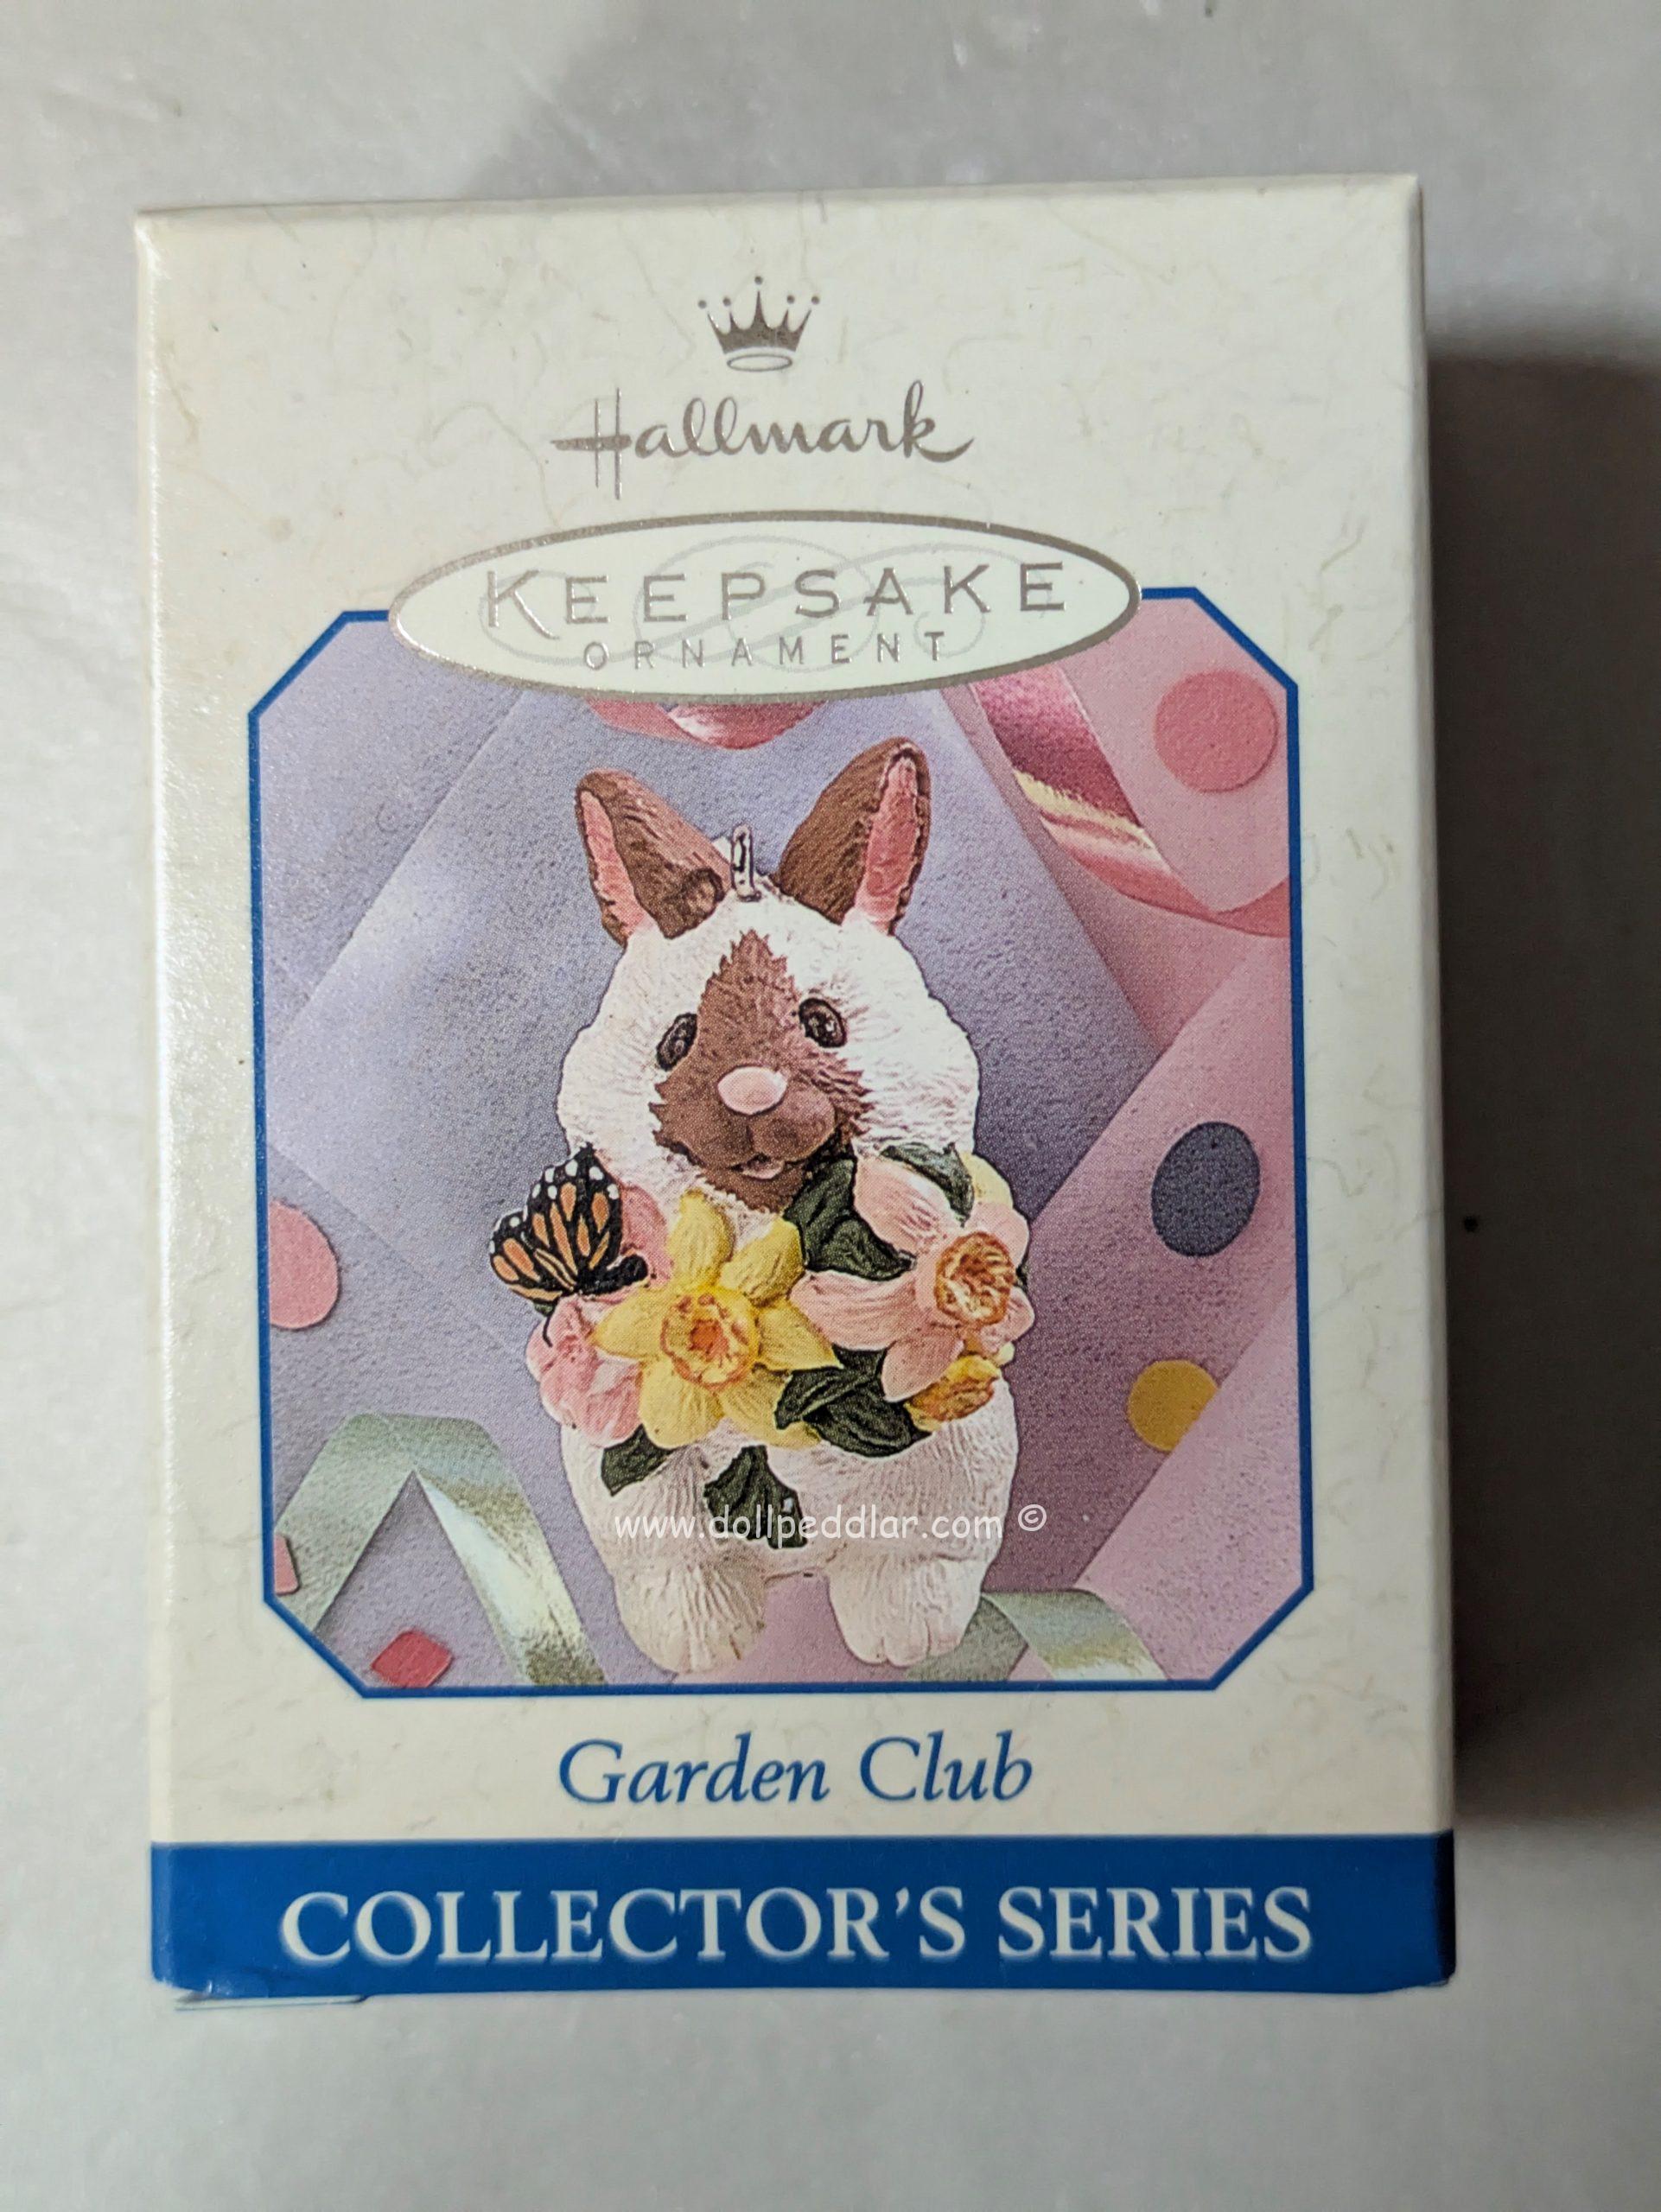 Hallmark
KEEPSAKE
ORNAMENT
www.dollpeddlar.com ©
Garden Club
COLLECTOR'S SERIES